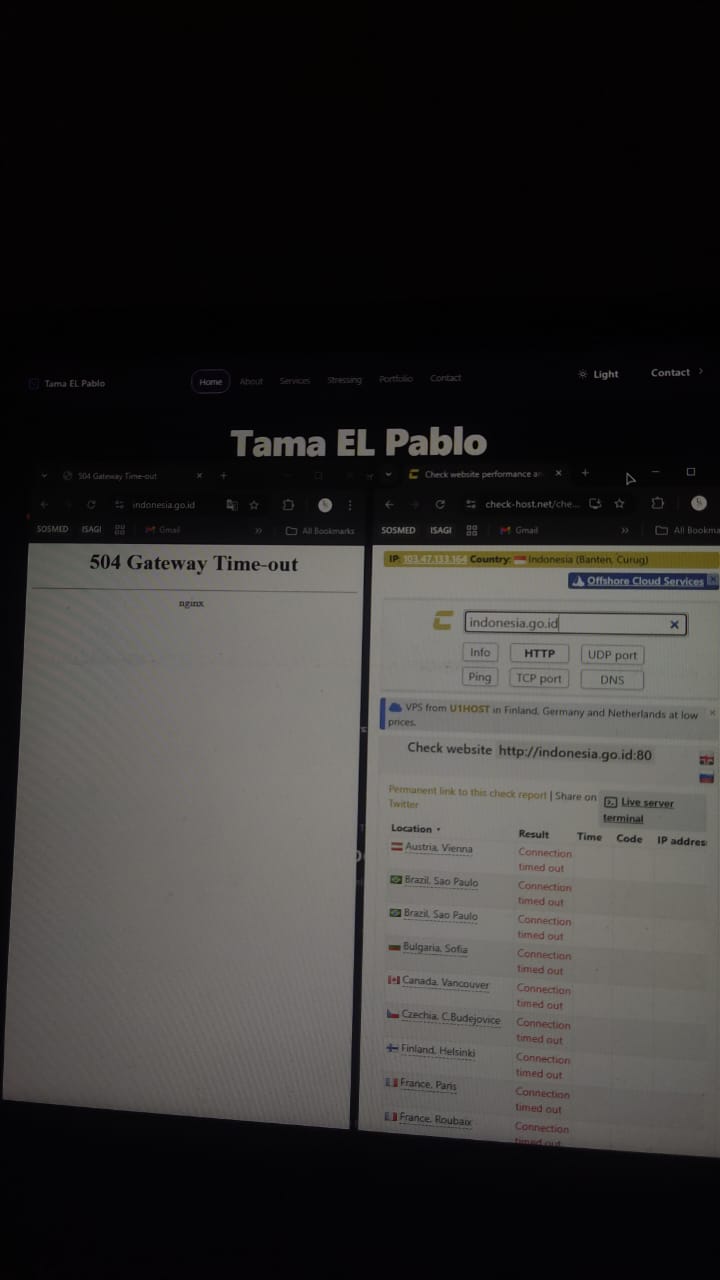 Tama EL Pablo
Home About Services Stressing Portfolio Contact
Light
Contact
Tama EL Pablo
504 Gateway Time-out
indonesia.go.id
SOSMED ISAGI Gmail » All Bookmarks
504 Gateway Time-out
nginx
Check website performance an
check-host.net/che...
SOSMED ISAGI Gmail » All Bookma
IP: 103.47.133.164 Country: Indonesia (Banten, Curug)
Offshore Cloud Services
indonesia.go.id
Info HTTP UDP port
Ping TCP port DNS
VPS from U1HOST in Finland, Germany and Netherlands at low
prices.
Check website http://indonesia.go.id:80
Permanent link to this check report | Share on
Twitter
Live server
terminal
Location Result Time Code IP addres
Austria, Vienna Connection
timed out
Brazil, Sao Paulo Connection
timed out
Brazil, Sao Paulo Connection
timed out
Bulgaria, Sofia Connection
timed out
Canada, Vancouver Connection
timed out
Czechia, C.Budejovice Connection
timed out
Finland, Helsinki Connection
timed out
France, Paris Connection
timed out
France, Roubaix Connection
timed out